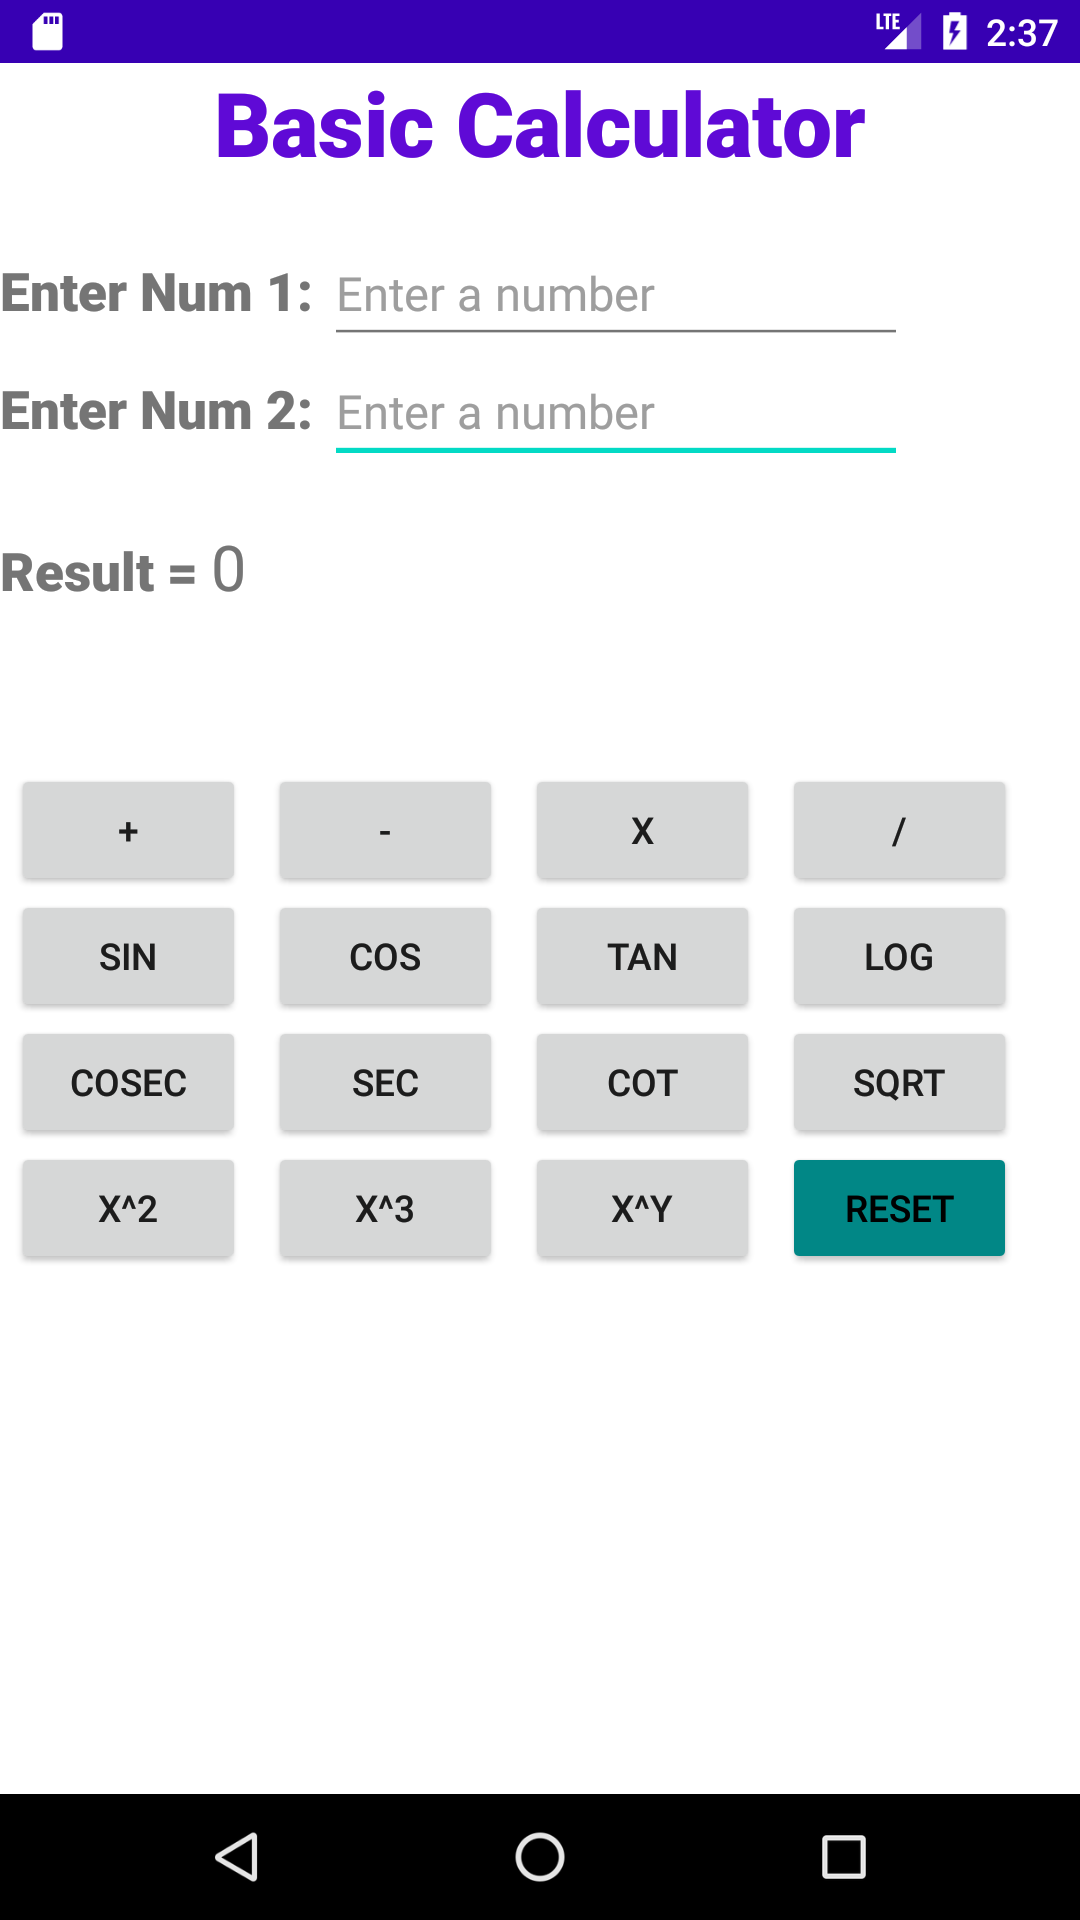 LTE 2:37
Basic Calculator
Enter Num 1: Enter a number
Enter Num 2: Enter a number
Result = 0
+ - X /
SIN COS TAN LOG
COSEC SEC COT SQRT
X^2 X^3 X^Y RESET